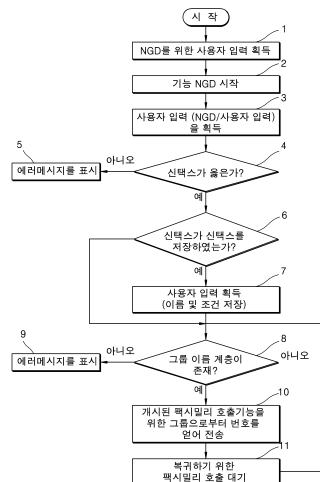 시 작
1
NGD를 위한 사용자 입력 획득
2
기능 NGD 시작
3
사용자 입력 (NGD/사용자 입력)
을 획득
4
신택스가 옳은가?
아니오
5
에러메시지를 표시
예
6
신택스가 신택스를
저장하였는가?
예
7
사용자 입력 획득
(이름 및 조건 저장)
8
그룹 이름 계층이
존재?
아니오
9
에러메시지를 표시
아니오
예
10
개시된 팩시밀리 호출기능을
위한 그룹으로부터 번호를
얻어 전송
11
복귀하기 위한
팩시밀리 호출 대기